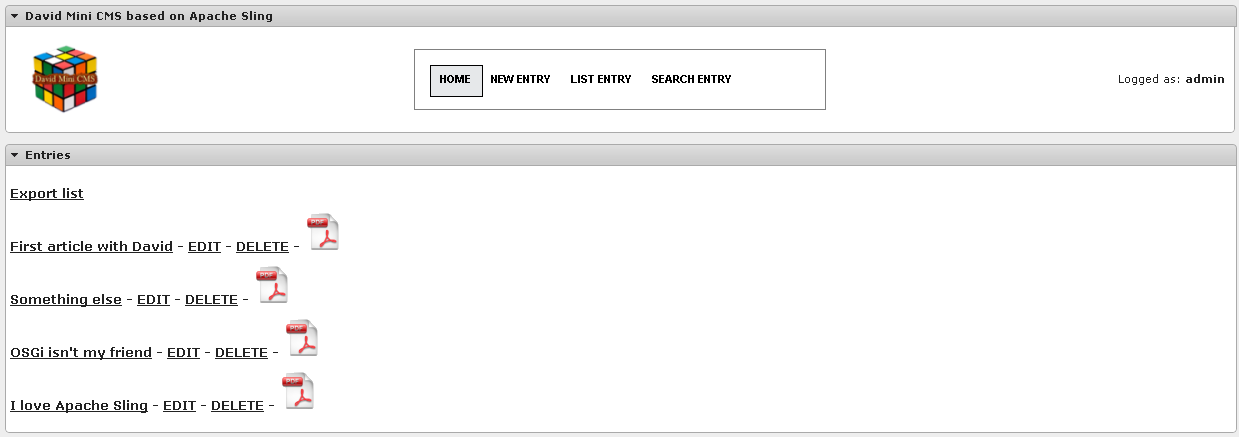 David Mini CMS based on Apache Sling
David Mini CMS
HOME NEW ENTRY LIST ENTRY SEARCH ENTRY
Logged as: admin
Entries
Export list
First article with David - EDIT - DELETE - PDF
Something else - EDIT - DELETE - PDF
OSGi isn't my friend - EDIT - DELETE - PDF
I love Apache Sling - EDIT - DELETE - PDF